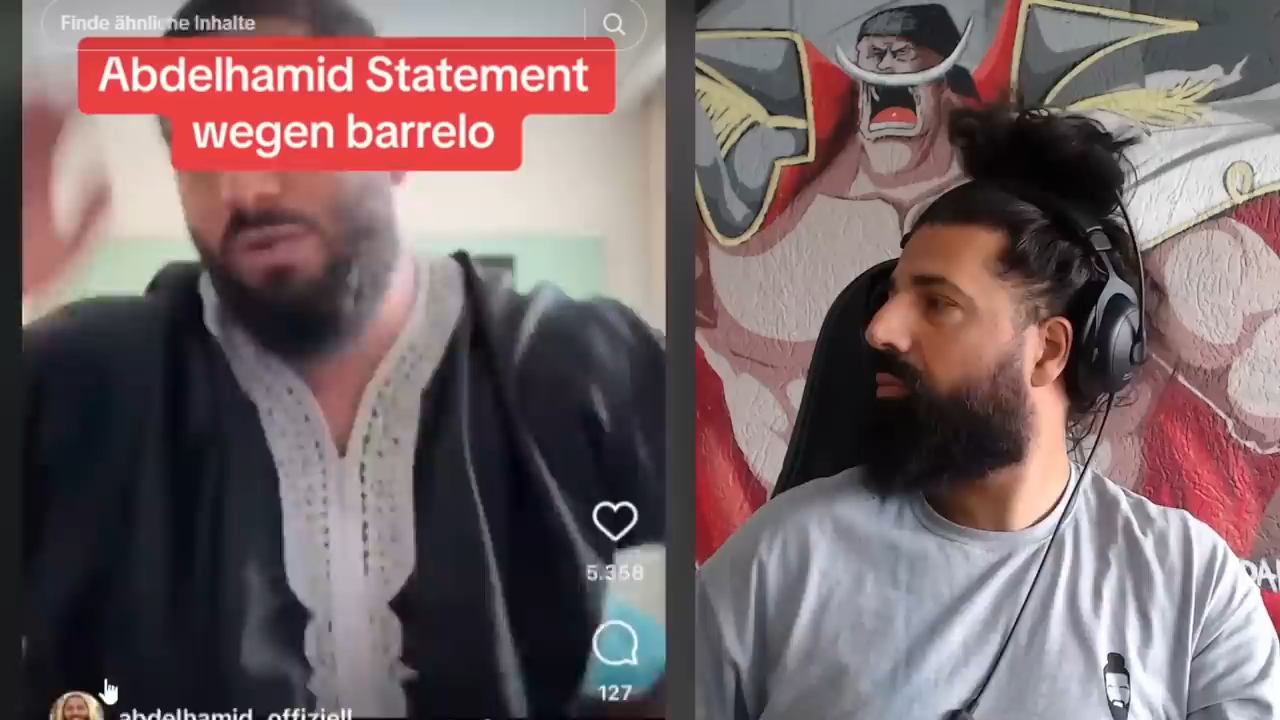 Finde ähnliche Inhalte
Abdelhamid Statement
wegen barrelo
5.358
127
abdelhamid_offiziell